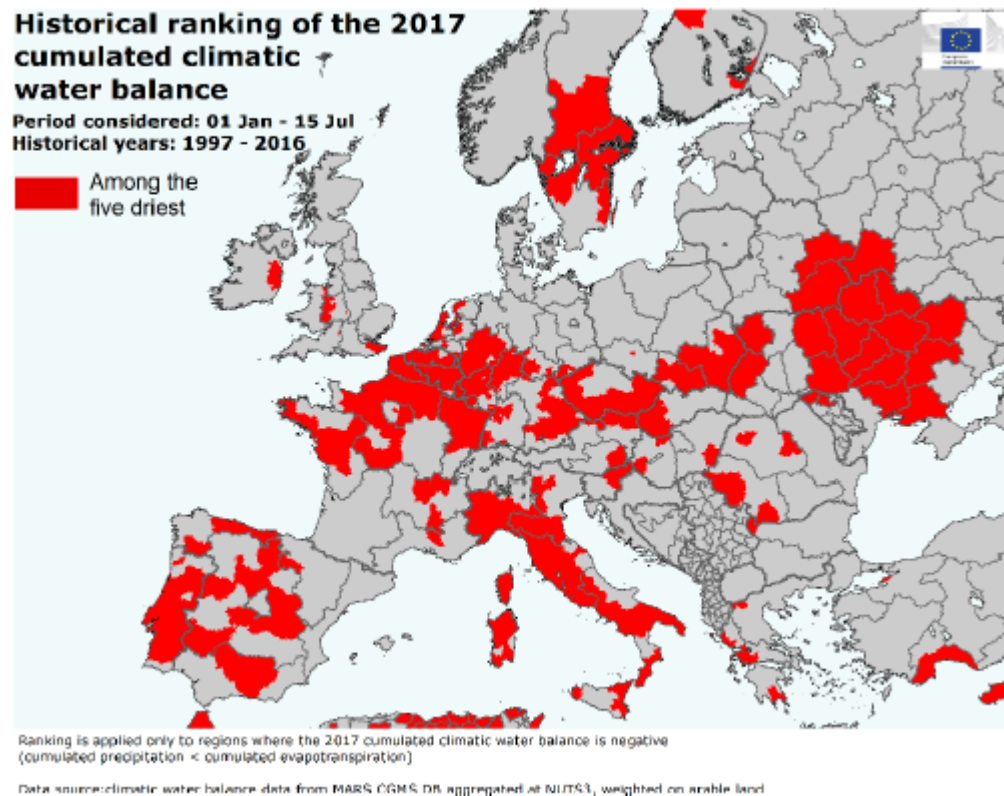 Historical ranking of the 2017
cumulated climatic
water balance
Period considered: 01 Jan - 15 Jul
Historical years: 1997 - 2016
Among the
five driest
Ranking is applied only to regions where the 2017 cumulated climatic water balance is negative
(cumulated precipitation < cumulated evapotranspiration)
Data source:climatic water balance data from MARS CGMS DB aggregated at NUTS3, weighted on arable land